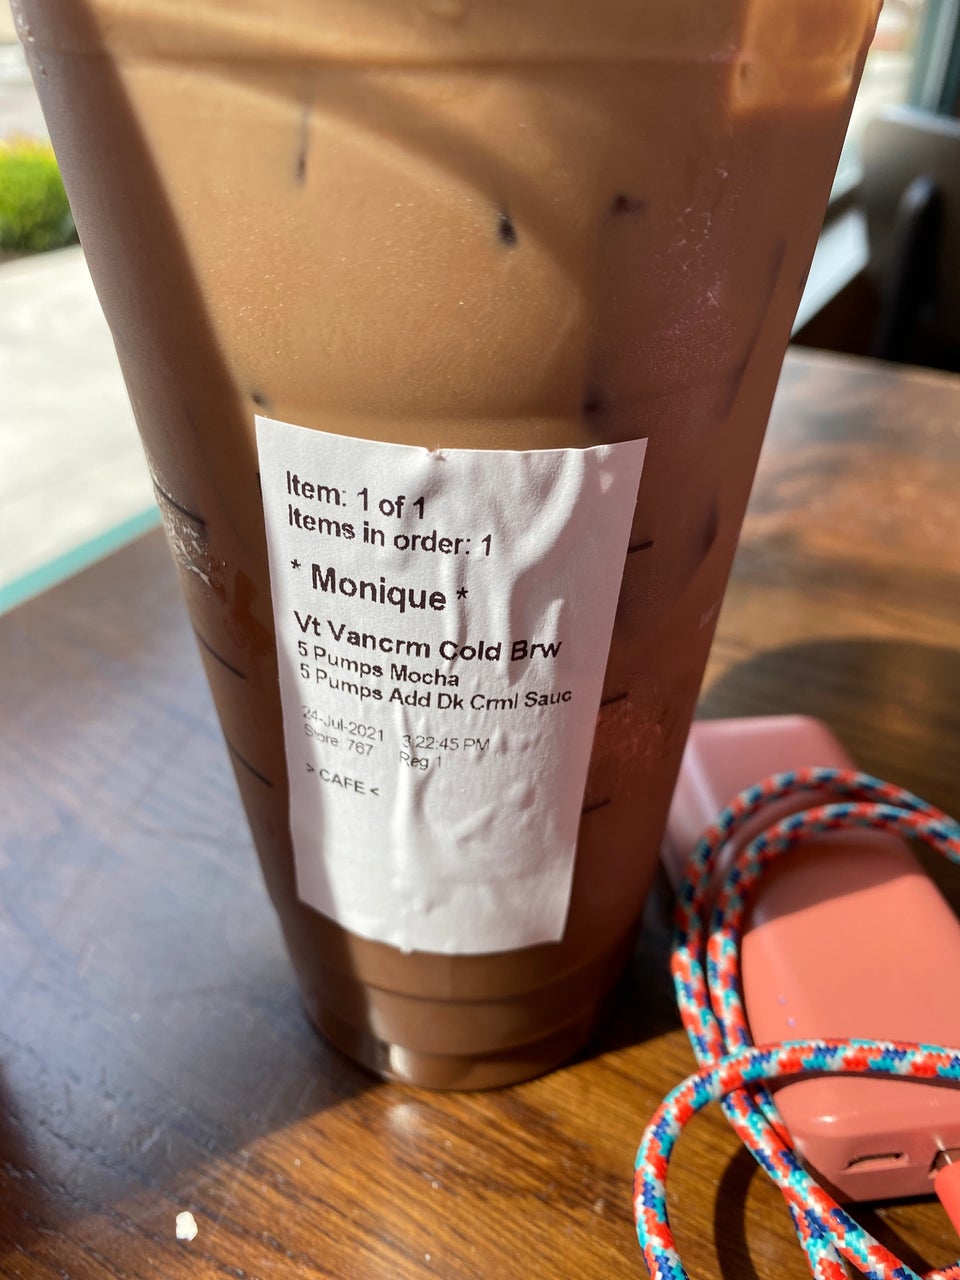 Item: 1 of 1
Items in order: 1
* Monique *
Vt Vancrm Cold Brw
5 Pumps Mocha
5 Pumps Add Dk Crml Sauc
24-Jul-2021 3:22:45 PM
Store: 767 Reg 1
> CAFE <